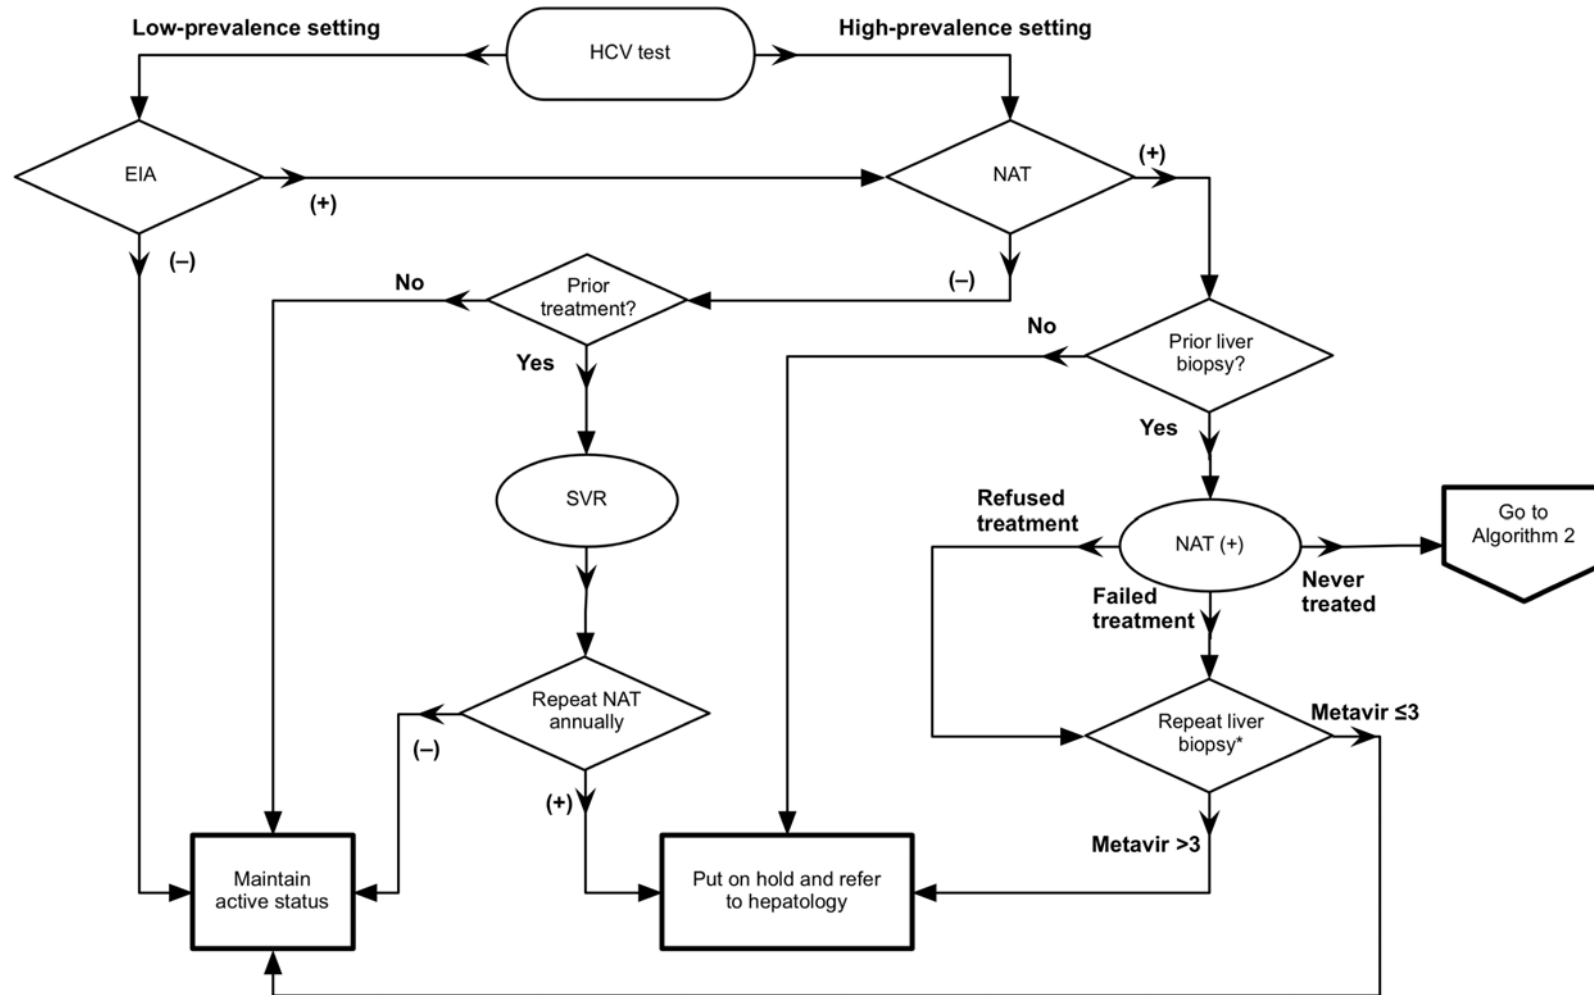 Low-prevalence setting
HCV test
High-prevalence setting
EIA
(+)
(–)
NAT
(+)
(–)
Prior
treatment?
No
Yes
Prior liver
biopsy?
No
Yes
SVR
Refused
treatment
NAT (+)
Go to
Algorithm 2
Failed
treatment
Never
treated
Repeat NAT
annually
(–)
(+)
Repeat liver
biopsy*
Metavir ≤3
Metavir >3
Maintain
active status
Put on hold and refer
to hepatology